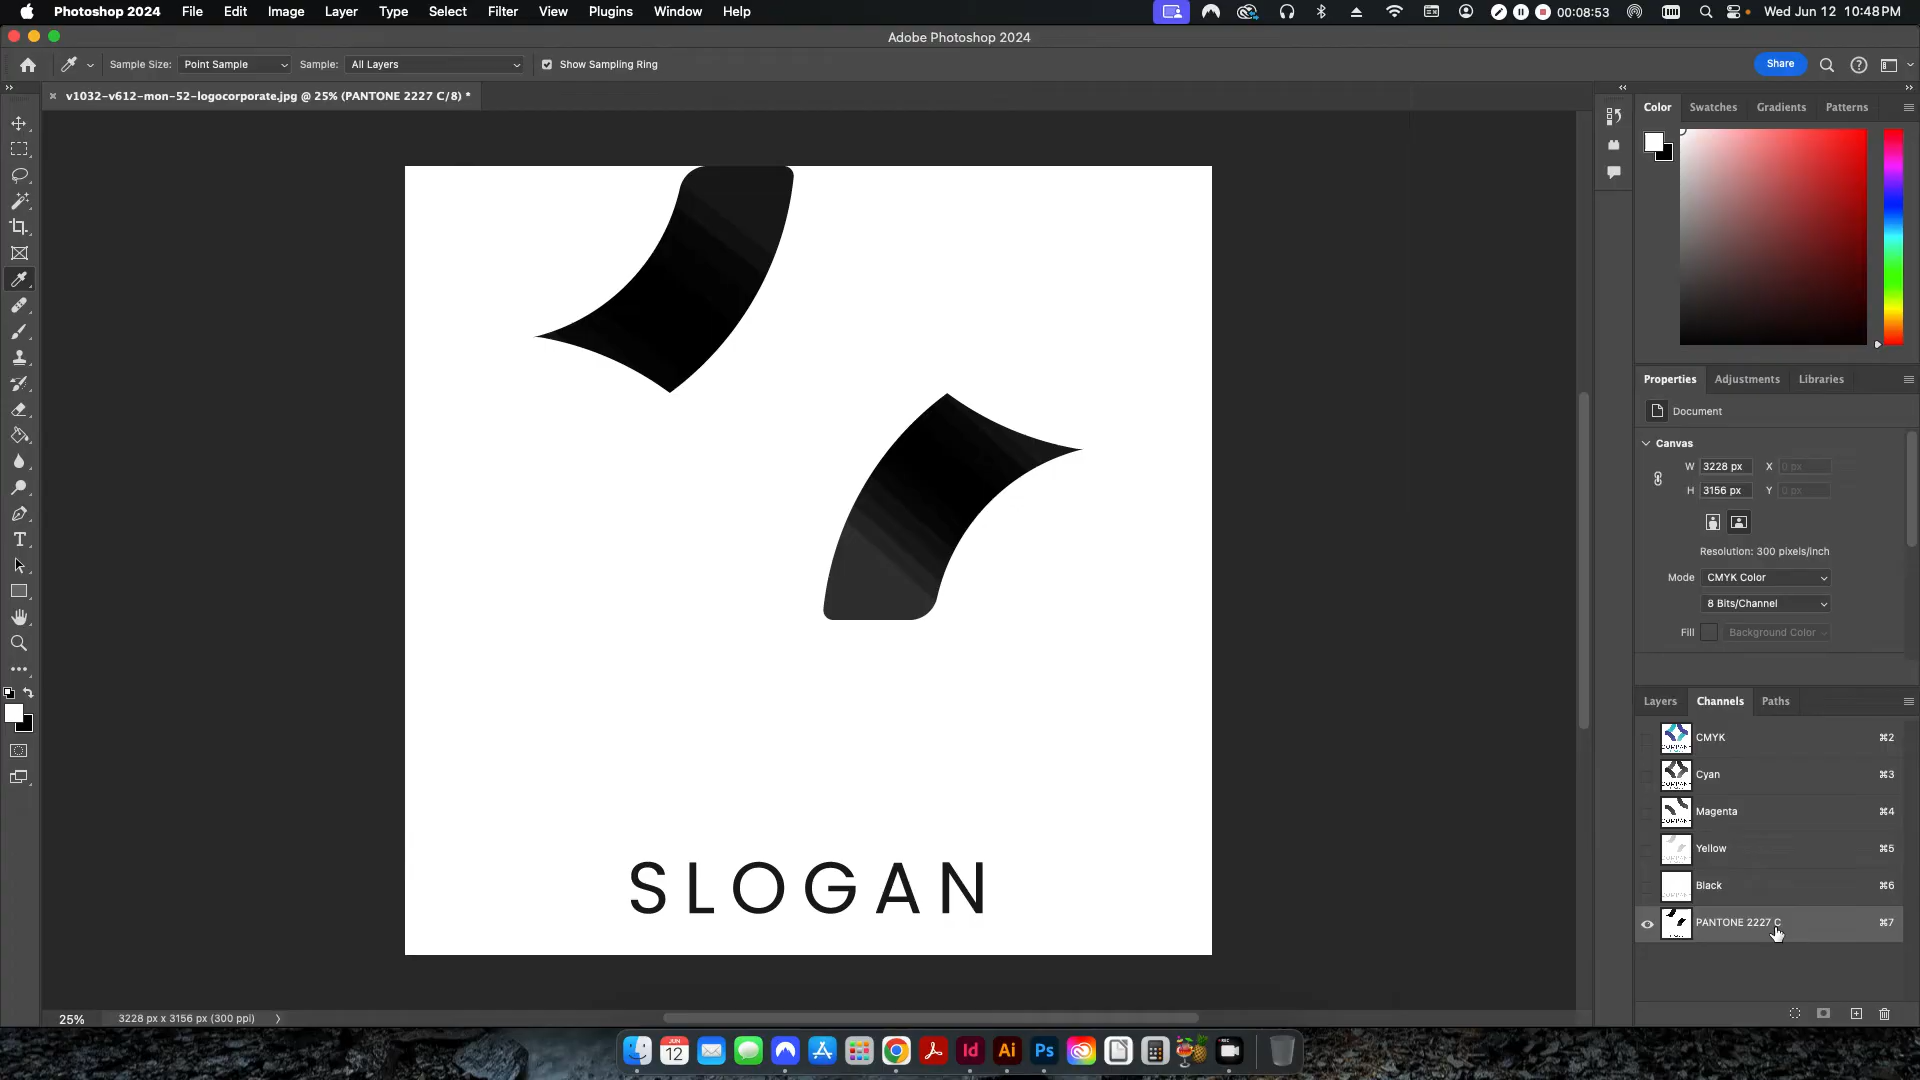 Photoshop 2024 File Edit Image Layer Type Select Filter View Plugins Window Help 00:08:53 Wed Jun 12 10:48 PM
Adobe Photoshop 2024
Sample Size: Point Sample Sample: All Layers Show Sampling Ring Share
v1032-v612-mon-52-logocorporate.jpg @ 25% (PANTONE 2227 C/8) *
Color Swatches Gradients Patterns
Properties Adjustments Libraries
Document
Canvas
W 3228 px X 0 px
H 3156 px Y 0 px
Resolution: 300 pixels/inch
Mode CMYK Color
8 Bits/Channel
Fill Background Color
Layers Channels Paths
CMYK ⌘2
Cyan ⌘3
Magenta ⌘4
Yellow ⌘5
Black ⌘6
PANTONE 2227 C ⌘7
SLOGAN
25% 3228 px x 3156 px (300 ppi)
JUN
12
Id Ai Ps